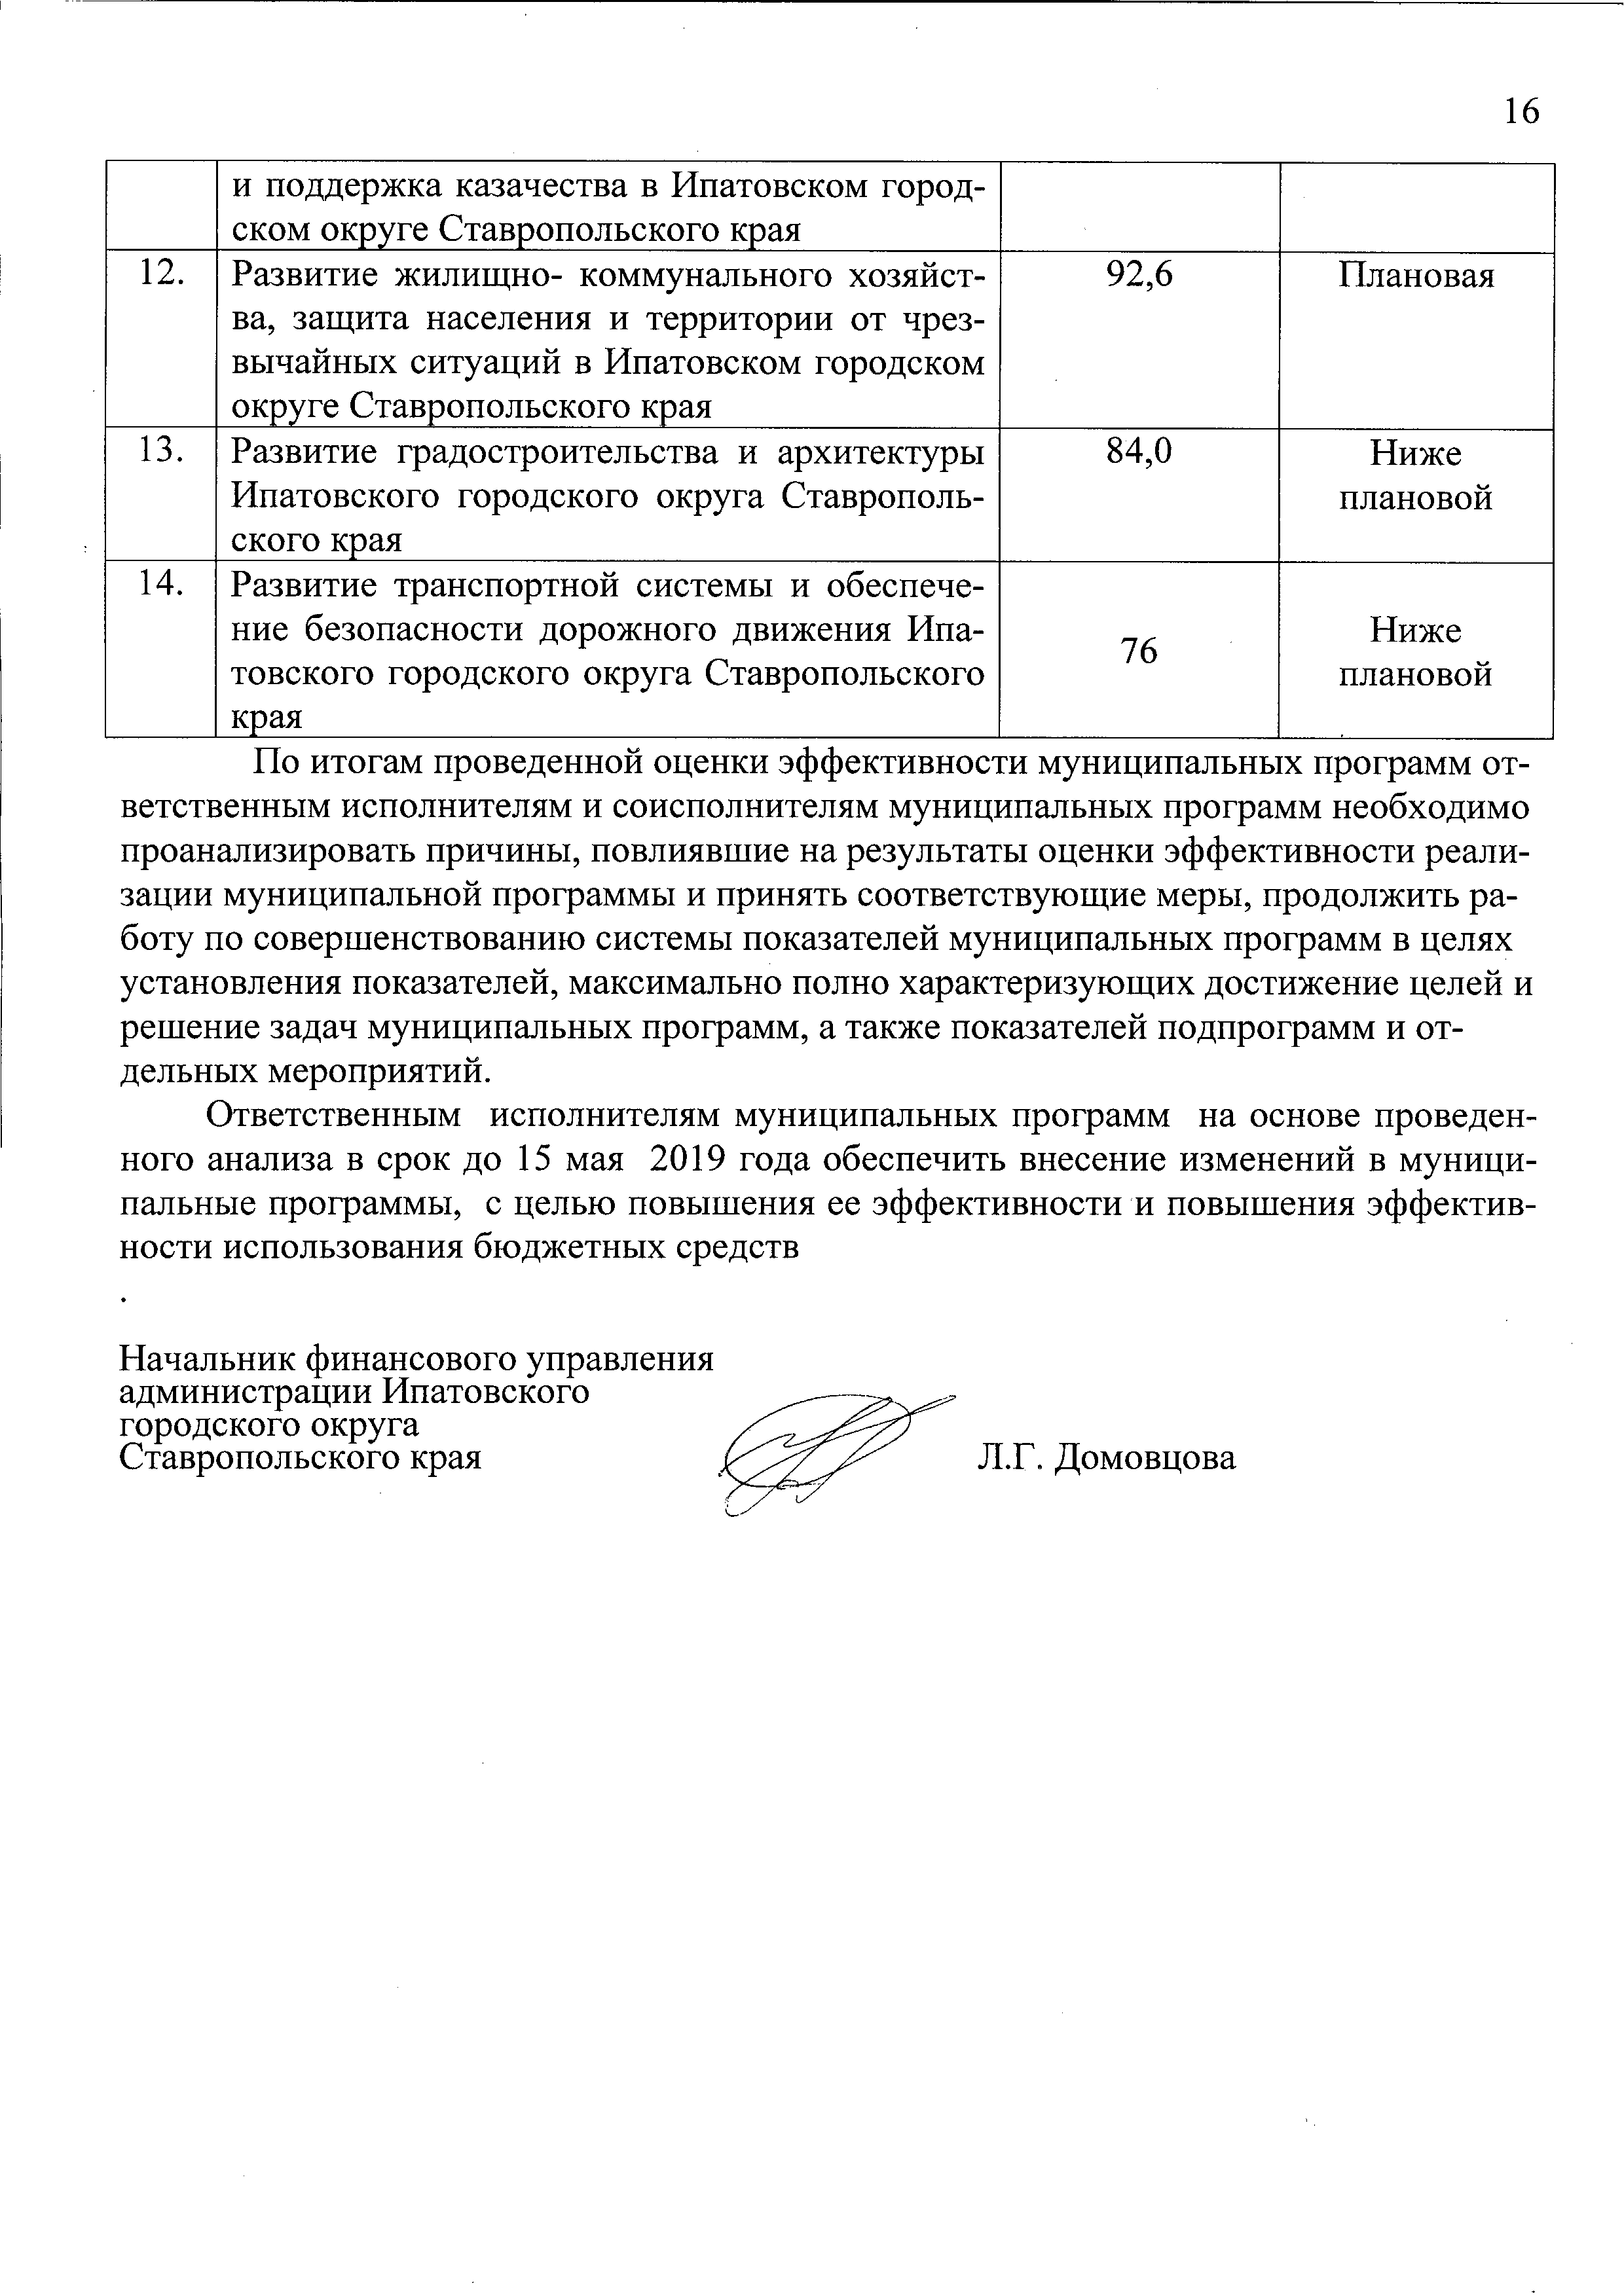 16
и поддержка казачества в Ипатовском город-
ском округе Ставропольского края
12. Развитие жилищно- коммунального хозяйст- 92,6 Плановая
ва, защита населения и территории от чрез-
вычайных ситуаций в Ипатовском городском
округе Ставропольского края
13. Развитие градостроительства и архитектуры 84,0 Ниже
Ипатовского городского округа Ставрополь- плановой
ского края
14. Развитие транспортной системы и обеспече-
ние безопасности дорожного движения Ипа- 76 Ниже
товского городского округа Ставропольского плановой
края
По итогам проведенной оценки эффективности муниципальных программ от-
ветственным исполнителям и соисполнителям муниципальных программ необходимо
проанализировать причины, повлиявшие на результаты оценки эффективности реали-
зации муниципальной программы и принять соответствующие меры, продолжить ра-
боту по совершенствованию системы показателей муниципальных программ в целях
установления показателей, максимально полно характеризующих достижение целей и
решение задач муниципальных программ, а также показателей подпрограмм и от-
дельных мероприятий.
Ответственным исполнителям муниципальных программ на основе проведен-
ного анализа в срок до 15 мая 2019 года обеспечить внесение изменений в муници-
пальные программы, с целью повышения ее эффективности и повышения эффектив-
ности использования бюджетных средств
.
Начальник финансового управления
администрации Ипатовского
городского округа
Ставропольского края Л.Г. Домовцова